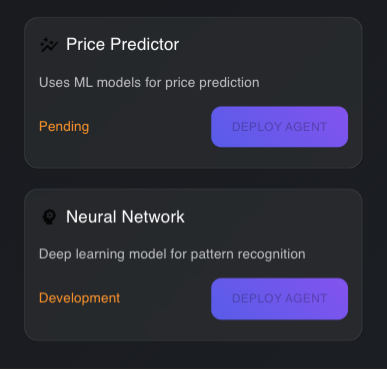 Price Predictor
Uses ML models for price prediction
Pending
DEPLOY AGENT
Neural Network
Deep learning model for pattern recognition
Development
DEPLOY AGENT